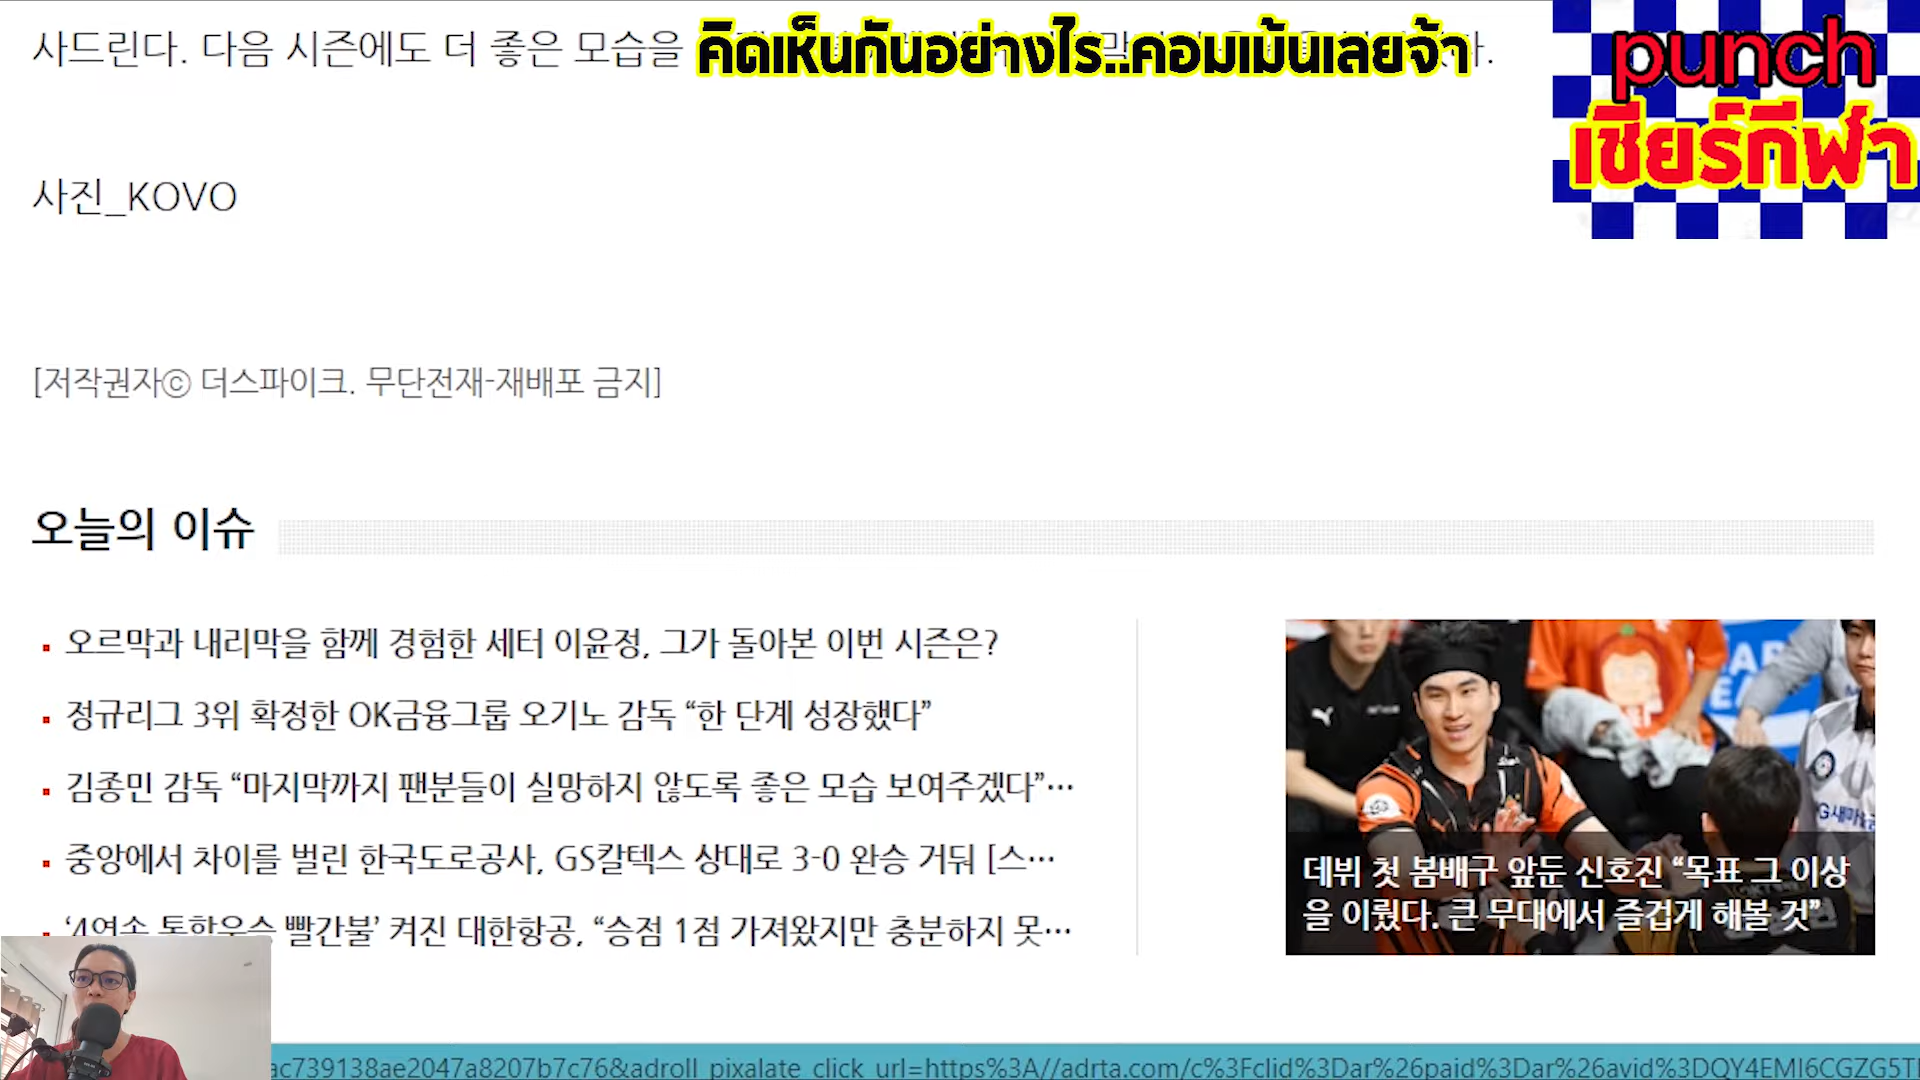 사드린다. 다음 시즌에도 더 좋은 모습을
คิดเห็นกันอย่างไร..คอมเม้นเลยจ้า
punch
เชียร์กีฬา
사진_KOVO
[저작권자ⓒ 더스파이크. 무단전재-재배포 금지]
오늘의 이슈
오르막과 내리막을 함께 경험한 세터 이윤정, 그가 돌아본 이번 시즌은?
정규리그 3위 확정한 OK금융그룹 오기노 감독 “한 단계 성장했다”
김종민 감독 “마지막까지 팬분들이 실망하지 않도록 좋은 모습 보여주겠다”…
중앙에서 차이를 벌린 한국도로공사, GS칼텍스 상대로 3-0 완승 거둬 [스…
‘4연속 통합우승 빨간불’ 켜진 대한항공, “승점 1점 가져왔지만 충분하지 못…
데뷔 첫 봄배구 앞둔 신호진 “목표 그 이상
을 이뤘다. 큰 무대에서 즐겁게 해볼 것”
ac739138ae2047a8207b7c76&adroll_pixalate_click_url=https%3A//adrta.com/c%3Fclid%3Dar%26paid%3Dar%26avid%3DQY4EMI6CGZG5T